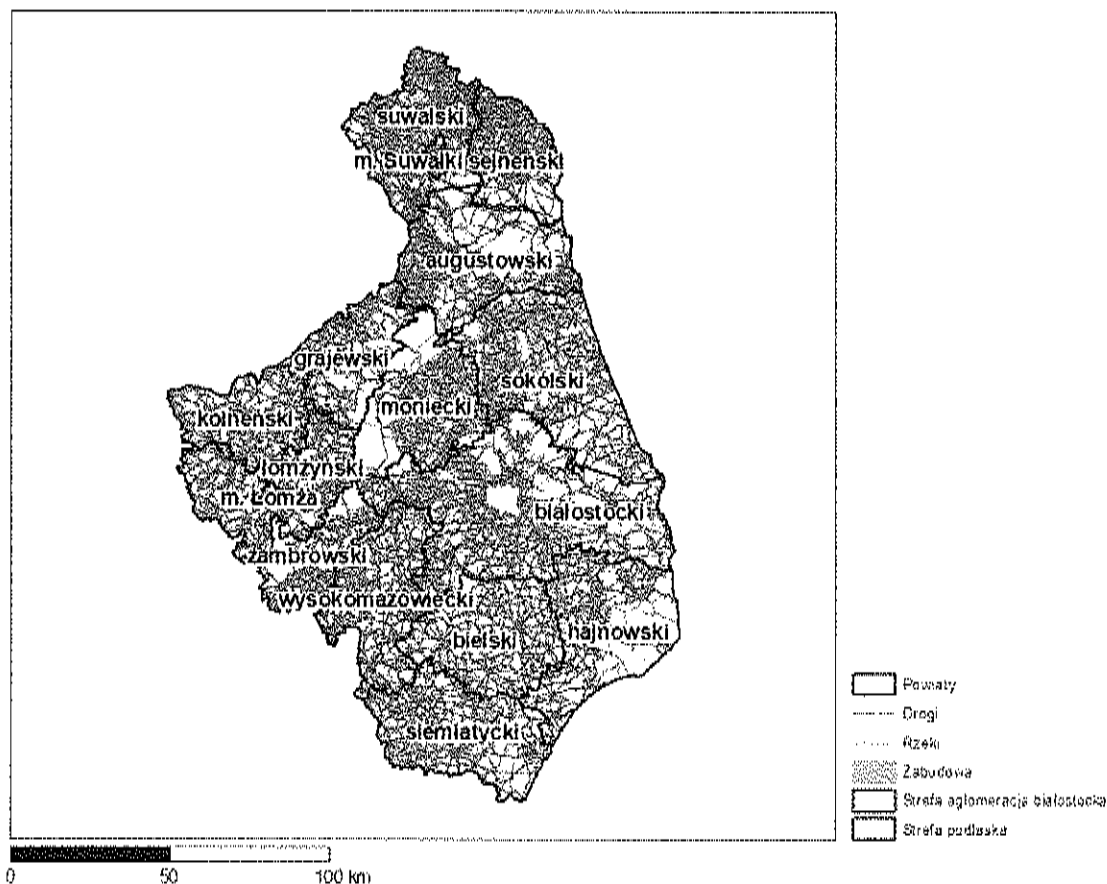 suwalski
m. Suwałki sejneński
augustowski
grajewski
sokólski
moniecki
kolneński
łomżyński
m. Łomża
białostocki
zambrowski
wysokomazowiecki
hajnowski
bielski
siemiatycki
Powiaty
Drogi
Rzeki
Zabudowa
Strefa aglomeracja białostocka
Strefa podlaska
0 50 100 km